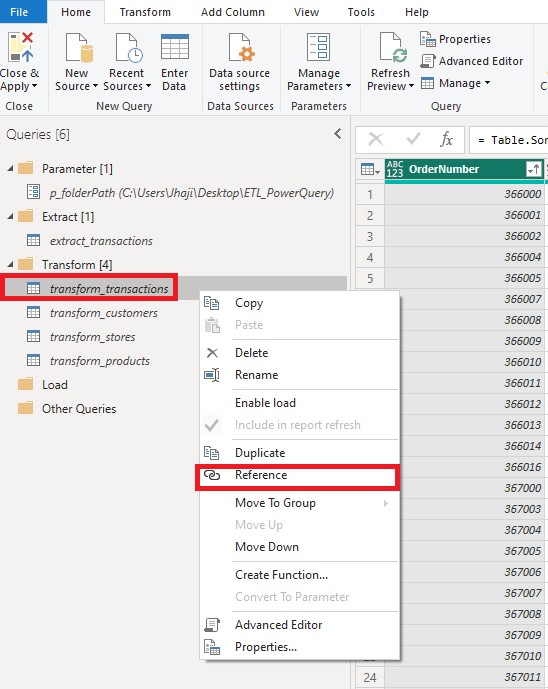 File Home Transform Add Column View Tools Help
Close & Apply
New Source
Recent Sources
Enter Data
Data source settings
Manage Parameters
Refresh Preview
Properties
Advanced Editor
Manage
Close New Query Data Sources Parameters Query
Queries [6]
fx = Table.Sor
Parameter [1]
p_folderPath (C:\Users\Jhaji\Desktop\ETL_PowerQuery)
Extract [1]
extract_transactions
Transform [4]
transform_transactions
transform_customers
transform_stores
transform_products
Load
Other Queries
Copy
Paste
Delete
Rename
Enable load
Include in report refresh
Duplicate
Reference
Move To Group
Move Up
Move Down
Create Function...
Convert To Parameter
Advanced Editor
Properties...
ABC 123 OrderNumber
1 366000
2 366001
3 366002
4 366004
5 366005
366007
366008
366009
366010
366011
366012
366013
366014
366016
367000
367003
367004
367005
367006
367007
367008
367009
367010
24 367011